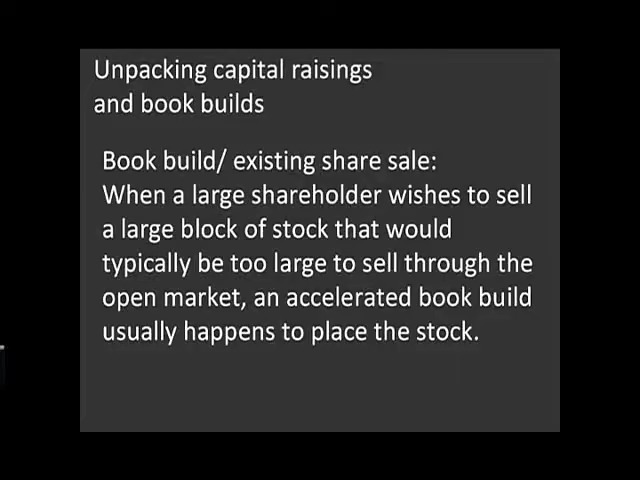 Unpacking capital raisings
and book builds
Book build/ existing share sale:
When a large shareholder wishes to sell
a large block of stock that would
typically be too large to sell through the
open market, an accelerated book build
usually happens to place the stock.